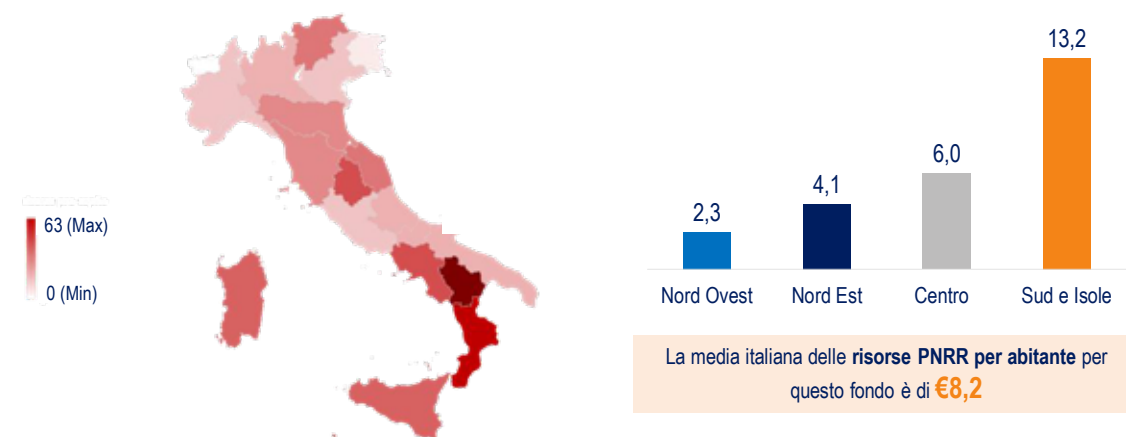 63 (Max)
0 (Min)
13,2
6,0
4,1
2,3
Nord Ovest
Nord Est
Centro
Sud e Isole
La media italiana delle risorse PNRR per abitante per
questo fondo è di €8,2